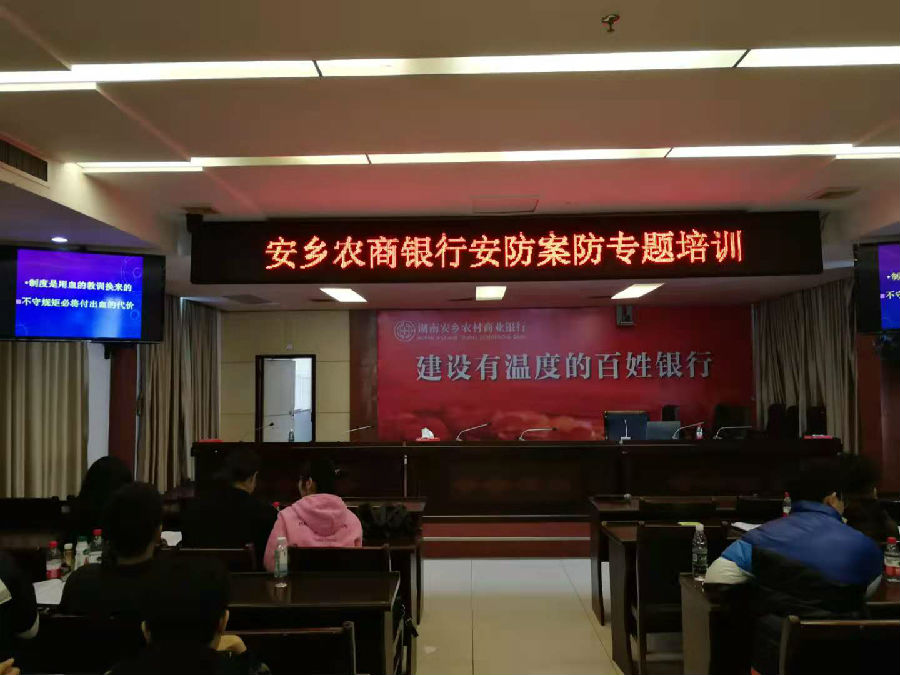 安乡农商银行安防案防专题培训
制度是用血的教训换来的
不守规矩必将付出血的代价
湖南安乡农村商业银行
建设有温度的百姓银行